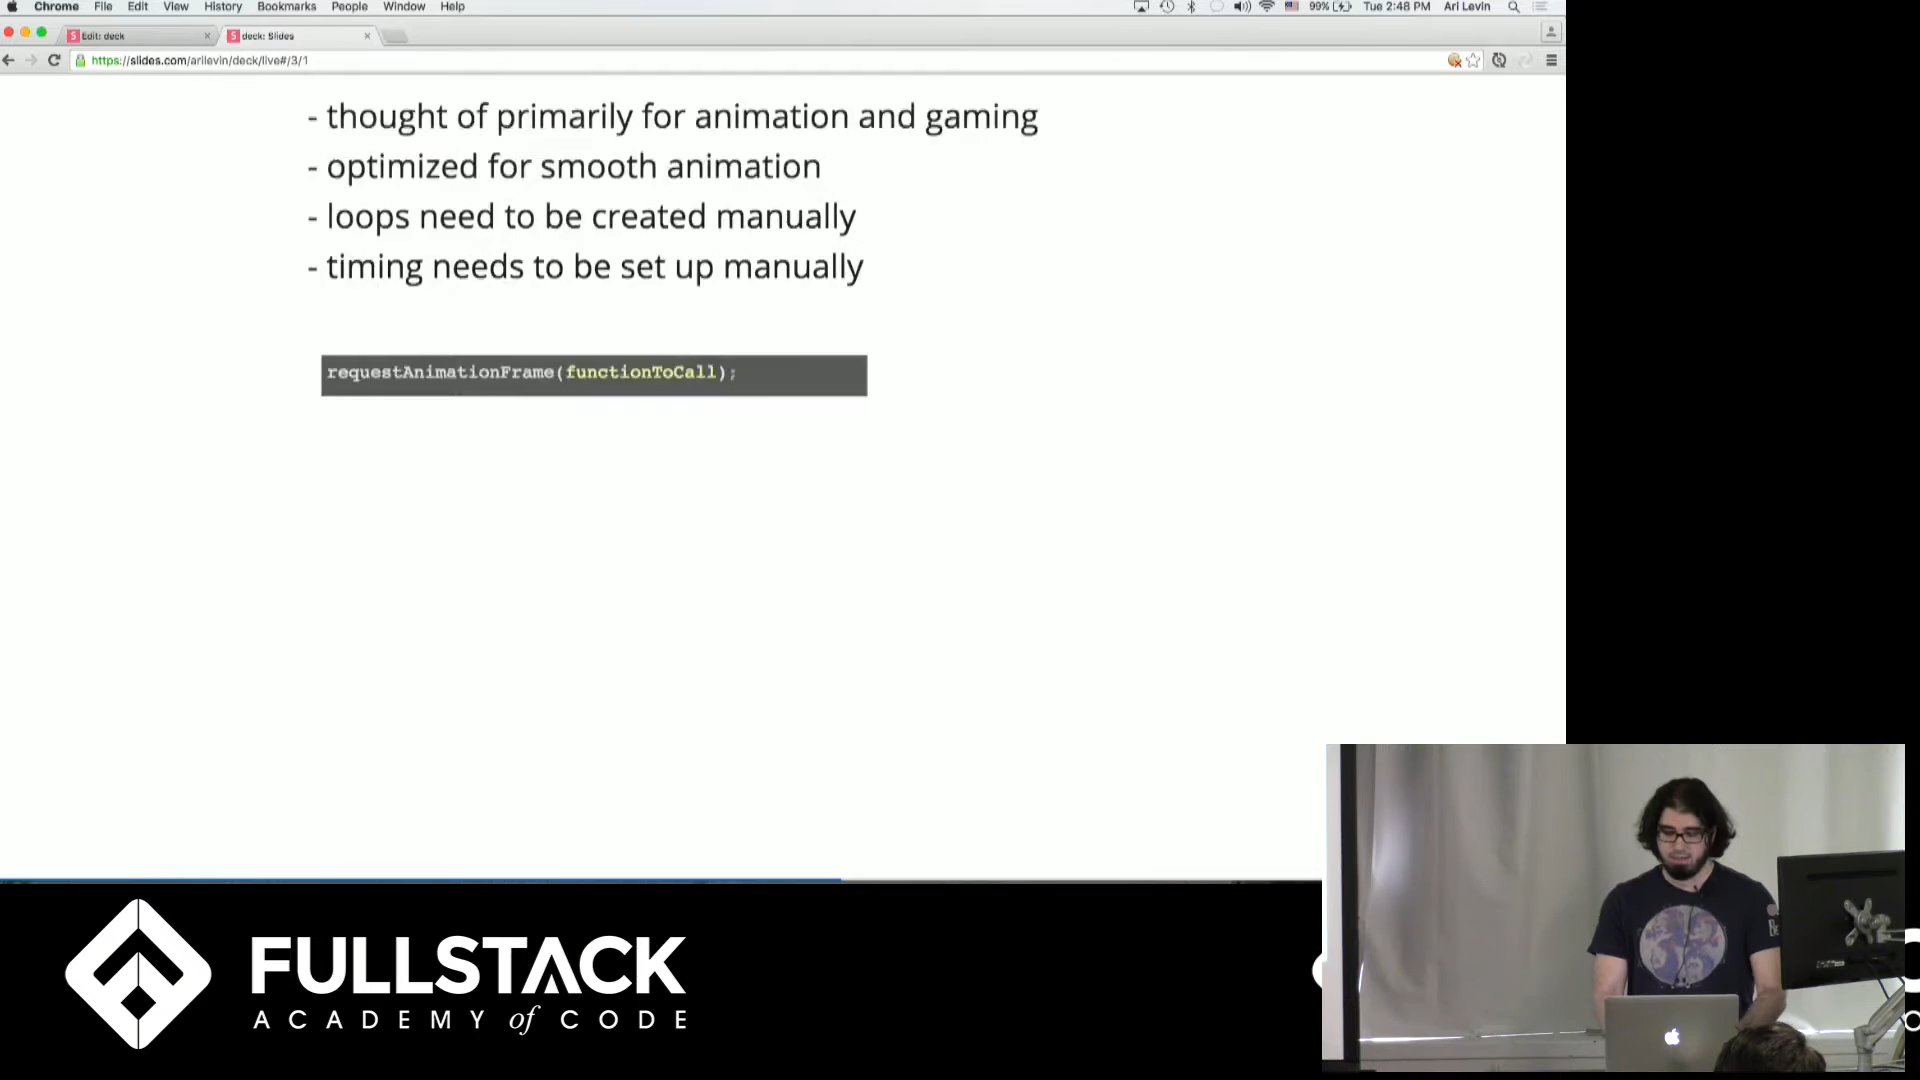 Chrome File Edit View History Bookmarks People Window Help 99% Tue 2:48 PM Ari Levin
Edit: deck
deck: Slides
https://slides.com/arilevin/deck/live#/3/1
- thought of primarily for animation and gaming
- optimized for smooth animation
- loops need to be created manually
- timing needs to be set up manually
requestAnimationFrame(functionToCall);
FULLSTACK
ACADEMY of CODE